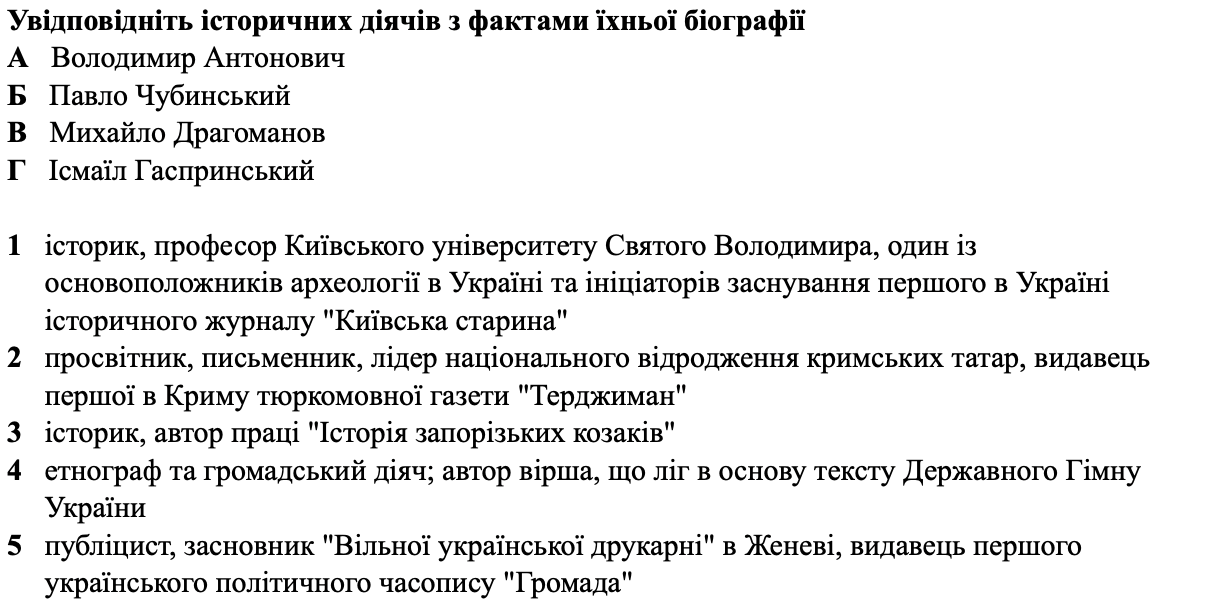 Увідповідніть історичних діячів з фактами їхньої біографії
А Володимир Антонович
Б Павло Чубинський
В Михайло Драгоманов
Г Ісмаїл Гаспринський
1 історик, професор Київського університету Святого Володимира, один із
основоположників археології в Україні та ініціаторів заснування першого в Україні
історичного журналу "Київська старина"
2 просвітник, письменник, лідер національного відродження кримських татар, видавець
першої в Криму тюркомовної газети "Терджиман"
3 історик, автор праці "Історія запорізьких козаків"
4 етнограф та громадський діяч; автор вірша, що ліг в основу тексту Державного Гімну
України
5 публіцист, засновник "Вільної української друкарні" в Женеві, видавець першого
українського політичного часопису "Громада"